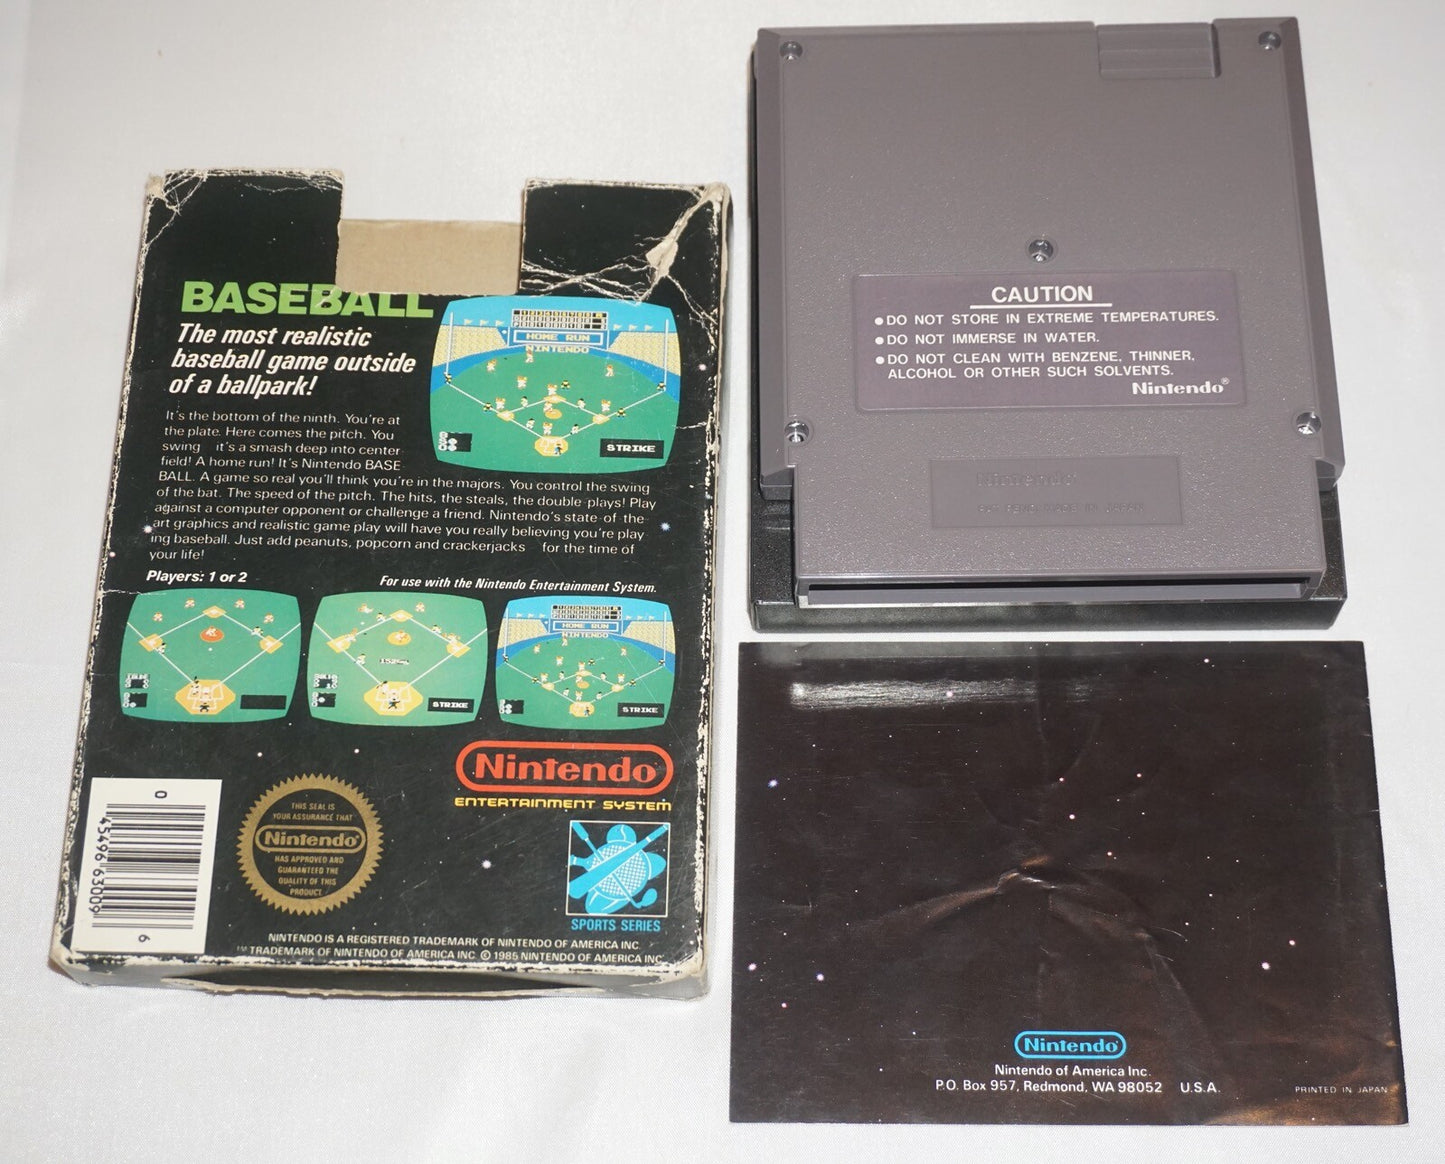 BASEBALL
The most realistic
baseball game outside
of a ballpark!
It's the bottom of the ninth. You're at
the plate. Here comes the pitch. You
swing it's a smash deep into center
field! A home run! It's Nintendo BASE
BALL. A game so real you'll think you're in the majors. You control the swing
of the bat. The speed of the pitch. The hits, the steals, the double-plays! Play
against a computer opponent or challenge a friend. Nintendo's state-of-the-
art graphics and realistic game play will have you really believing you're play
ing baseball. Just add peanuts, popcorn and crackerjacks for the time of
your life!
HOME RUN
NINTENDO
STRIKE
Players: 1 or 2
For use with the Nintendo Entertainment System.
STRIKE
HOME RUN
NINTENDO
STRIKE
Nintendo
ENTERTAINMENT SYSTEM
SPORTS SERIES
THIS SEAL IS
YOUR ASSURANCE THAT
Nintendo
HAS APPROVED AND
GUARANTEED THE
QUALITY OF THIS
PRODUCT.
0
45496 63009
6
NINTENDO IS A REGISTERED TRADEMARK OF NINTENDO OF AMERICA INC.
™ TRADEMARK OF NINTENDO OF AMERICA INC. © 1985 NINTENDO OF AMERICA INC
CAUTION
●DO NOT STORE IN EXTREME TEMPERATURES.
●DO NOT IMMERSE IN WATER.
●DO NOT CLEAN WITH BENZENE, THINNER,
ALCOHOL OR OTHER SUCH SOLVENTS.
Nintendo®
Nintendo
MADE IN JAPAN
Nintendo®
Nintendo of America Inc.
P.O. Box 957, Redmond, WA 98052 U.S.A.
PRINTED IN JAPAN